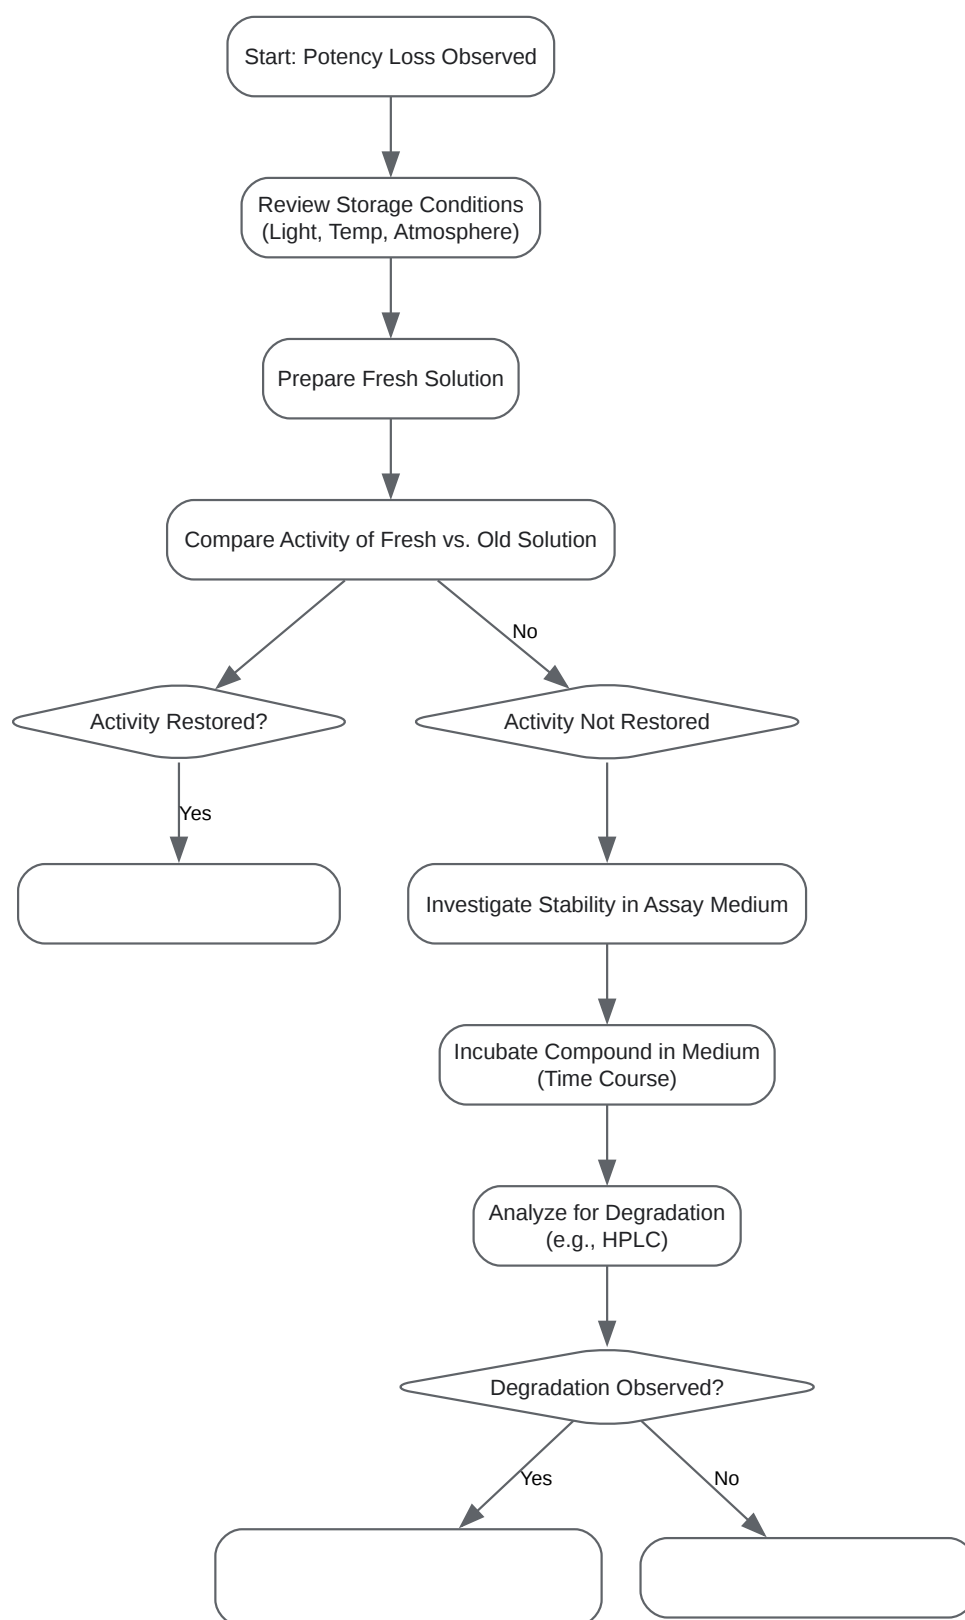 Start: Potency Loss Observed
Review Storage Conditions
(Light, Temp, Atmosphere)
Prepare Fresh Solution
Compare Activity of Fresh vs. Old Solution
No
Activity Restored?
Activity Not Restored
Yes
Investigate Stability in Assay Medium
Incubate Compound in Medium
(Time Course)
Analyze for Degradation
(e.g., HPLC)
Degradation Observed?
Yes
No